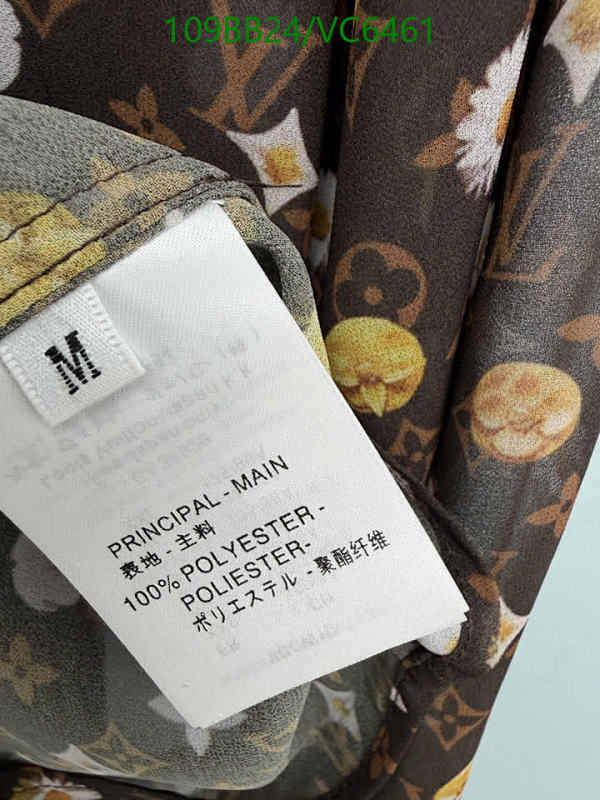 109BB24/VC6461
M
PRINCIPAL - MAIN
表地 - 主料
100% POLYESTER -
POLIESTER-
ポリエステル - 聚酯纤维